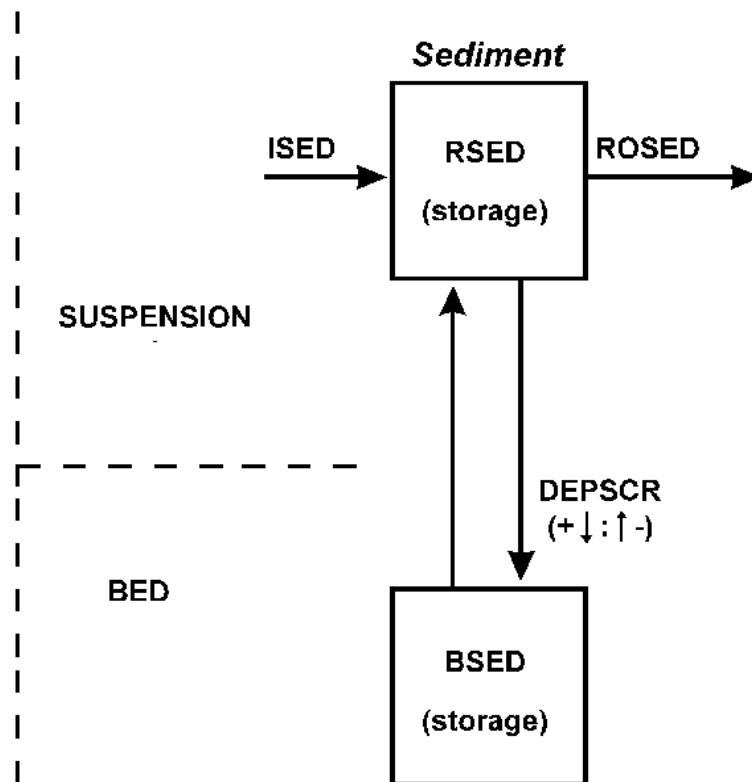 Sediment
ISED
RSED
(storage)
ROSED
SUSPENSION
DEPSCR
(+↓:↑-)
BED
BSED
(storage)